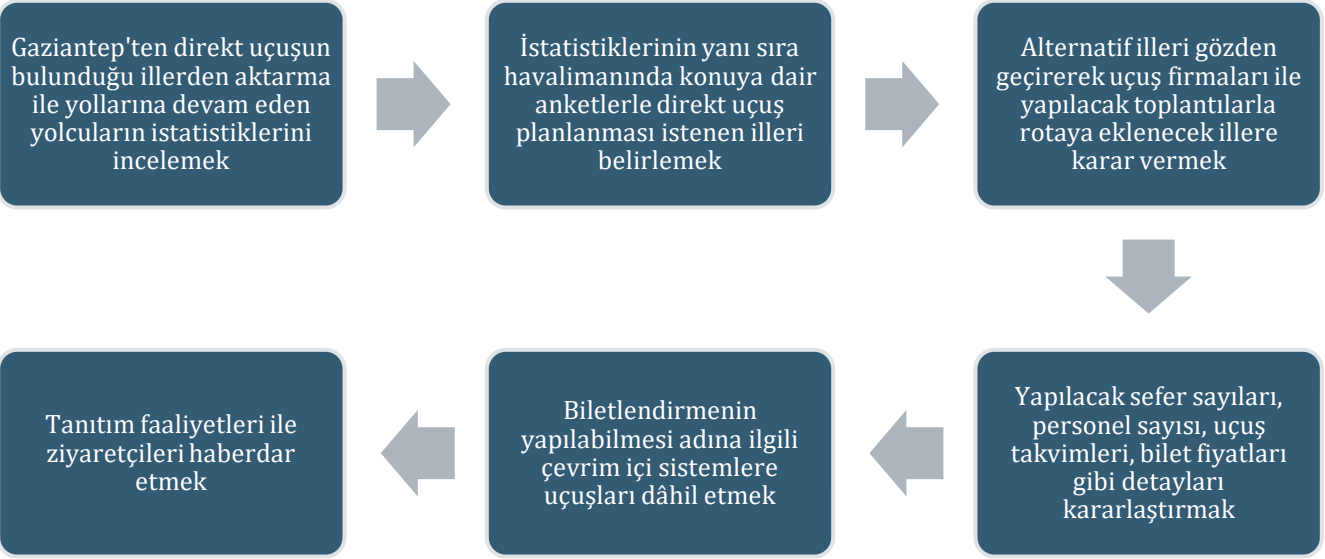 Gaziantep'ten direkt uçuşun
bulunduğu illerden aktarma
ile yollarına devam eden
yolcuların istatistiklerini
incelemek
İstatistiklerinin yanı sıra
havalimanında konuya dair
anketlerle direkt uçuş
planlanması istenen illeri
belirlemek
Alternatif illeri gözden
geçirerek uçuş firmaları ile
yapılacak toplantılarla
rotaya eklenecek illere
karar vermek
Yapılacak sefer sayıları,
personel sayısı, uçuş
takvimleri, bilet fiyatları
gibi detayları
kararlaştırmak
Biletlendirmenin
yapılabilmesi adına ilgili
çevrim içi sistemlere
uçuşları dâhil etmek
Tanıtım faaliyetleri ile
ziyaretçileri haberdar
etmek